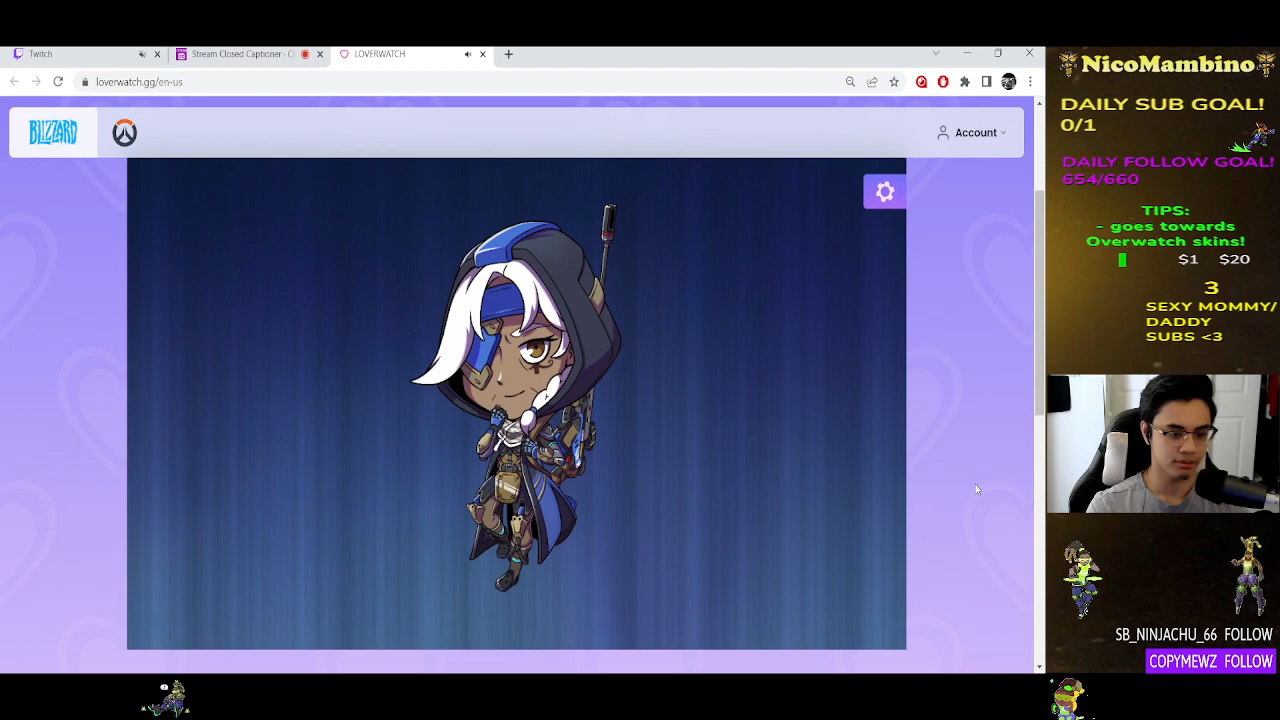 Twitch
Stream Closed Captioner - C
LOVERWATCH
loverwatch.gg/en-us
BLIZZARD
Account
NicoMambino
DAILY SUB GOAL!
0/1
DAILY FOLLOW GOAL!
654/660
TIPS:
- goes towards
Overwatch skins!
$1 $20
3
SEXY MOMMY/
DADDY
SUBS <3
SB_NINJACHU_66 FOLLOW
COPYMEWZ FOLLOW